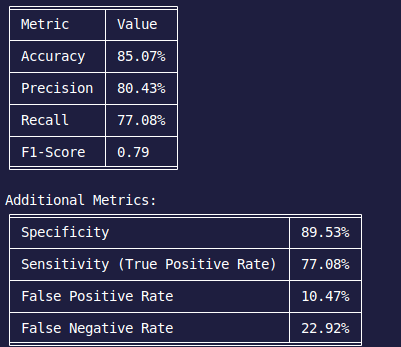 Metric Value
Accuracy 85.07%
Precision 80.43%
Recall 77.08%
F1-Score 0.79
Additional Metrics:
Specificity 89.53%
Sensitivity (True Positive Rate) 77.08%
False Positive Rate 10.47%
False Negative Rate 22.92%